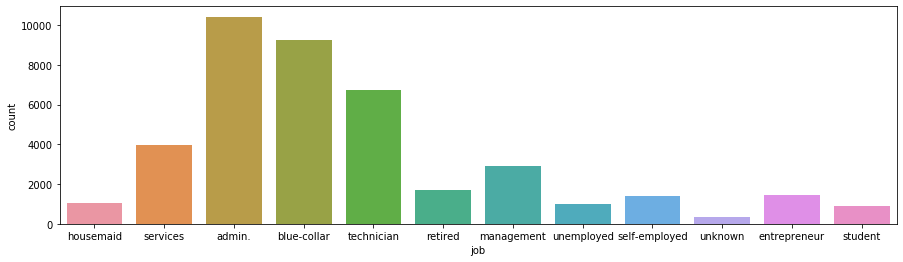 10000
8000
6000
4000
2000
0
count
housemaid services admin. blue-collar technician retired management unemployed self-employed unknown entrepreneur student
job